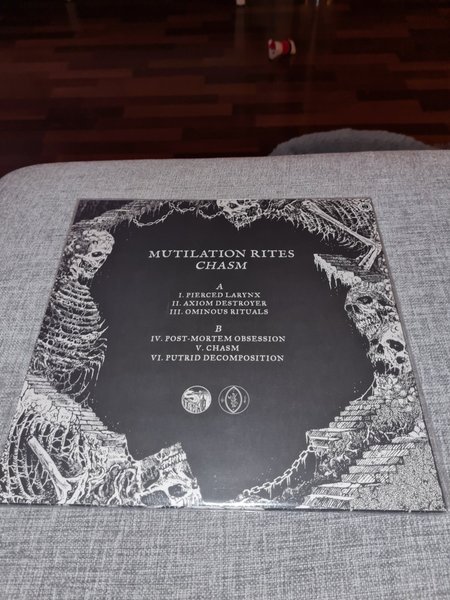 MUTILATION RITES
CHASM
A
I. PIERCED LARYNX
II. AXIOM DESTROYER
III. OMINOUS RITUALS
B
IV. POST-MORTEM OBSESSION
V. CHASM
VI. PUTRID DECOMPOSITION